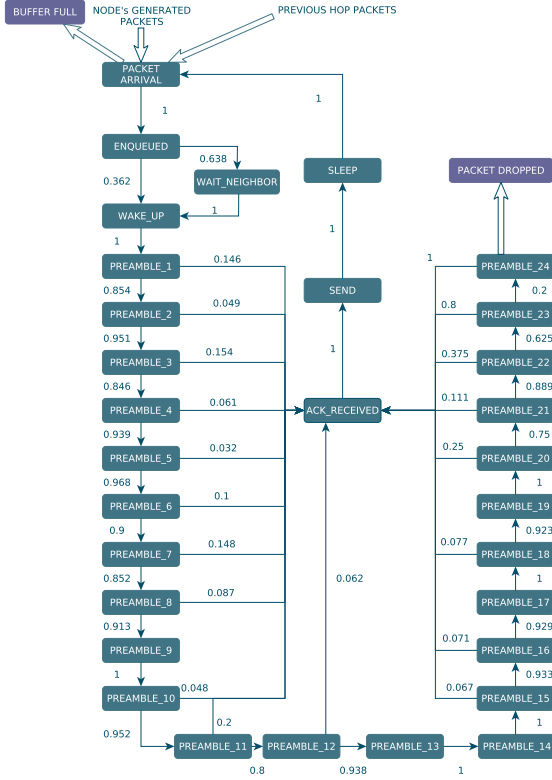 BUFFER FULL
NODE's GENERATED
PACKETS
PREVIOUS HOP PACKETS
PACKET
ARRIVAL
1
1
ENQUEUED
0.638
PACKET DROPPED
SLEEP
0.362
WAIT_NEIGHBOR
1
WAKE_UP
1
1
PREAMBLE_1
0.146
1
PREAMBLE_24
0.854
SEND
0.2
0.049
0.8
PREAMBLE_2
PREAMBLE_23
0.951
1
0.625
0.154
0.375
PREAMBLE_3
PREAMBLE_22
0.846
0.889
0.061
0.111
PREAMBLE_4
ACK_RECEIVED
PREAMBLE_21
0.939
0.75
0.032
0.25
PREAMBLE_5
PREAMBLE_20
0.968
1
0.1
PREAMBLE_6
PREAMBLE_19
0.9
0.923
0.148
0.077
PREAMBLE_7
PREAMBLE_18
0.852
0.062
1
0.087
PREAMBLE_8
PREAMBLE_17
0.913
0.929
0.071
PREAMBLE_9
PREAMBLE_16
1
0.933
0.048
0.067
PREAMBLE_10
PREAMBLE_15
0.2
1
0.952
PREAMBLE_11
PREAMBLE_12
PREAMBLE_13
PREAMBLE_14
0.8
0.938
1